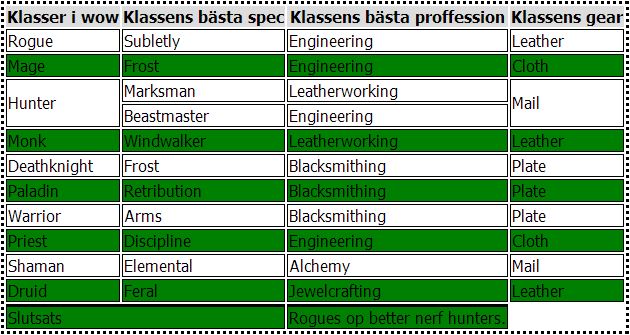 Klasser i wow Klassens bästa spec Klassens bästa proffession Klassens gear
Rogue Subletly Engineering Leather
Mage Frost Engineering Cloth
Hunter Marksman Leatherworking Mail
Beastmaster Engineering
Monk Windwalker Leatherworking Leather
Deathknight Frost Blacksmithing Plate
Paladin Retribution Blacksmithing Plate
Warrior Arms Blacksmithing Plate
Priest Discipline Engineering Cloth
Shaman Elemental Alchemy Mail
Druid Feral Jewelcrafting Leather
Slutsats Rogues op better nerf hunters.